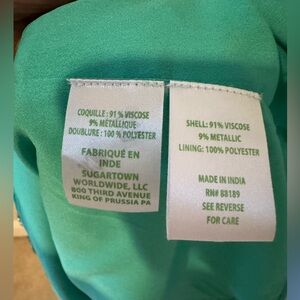 COQUILLE: 91% VISCOSE
9% MÉTALLIQUE
DOUBLURE: 100% POLYESTER
FABRIQUÉ EN
INDE
SUGARTOWN
WORLDWIDE, LLC
800 THIRD AVENUE
KING OF PRUSSIA PA
SHELL: 91% VISCOSE
9% METALLIC
LINING: 100% POLYESTER
MADE IN INDIA
RN# 88189
SEE REVERSE
FOR CARE